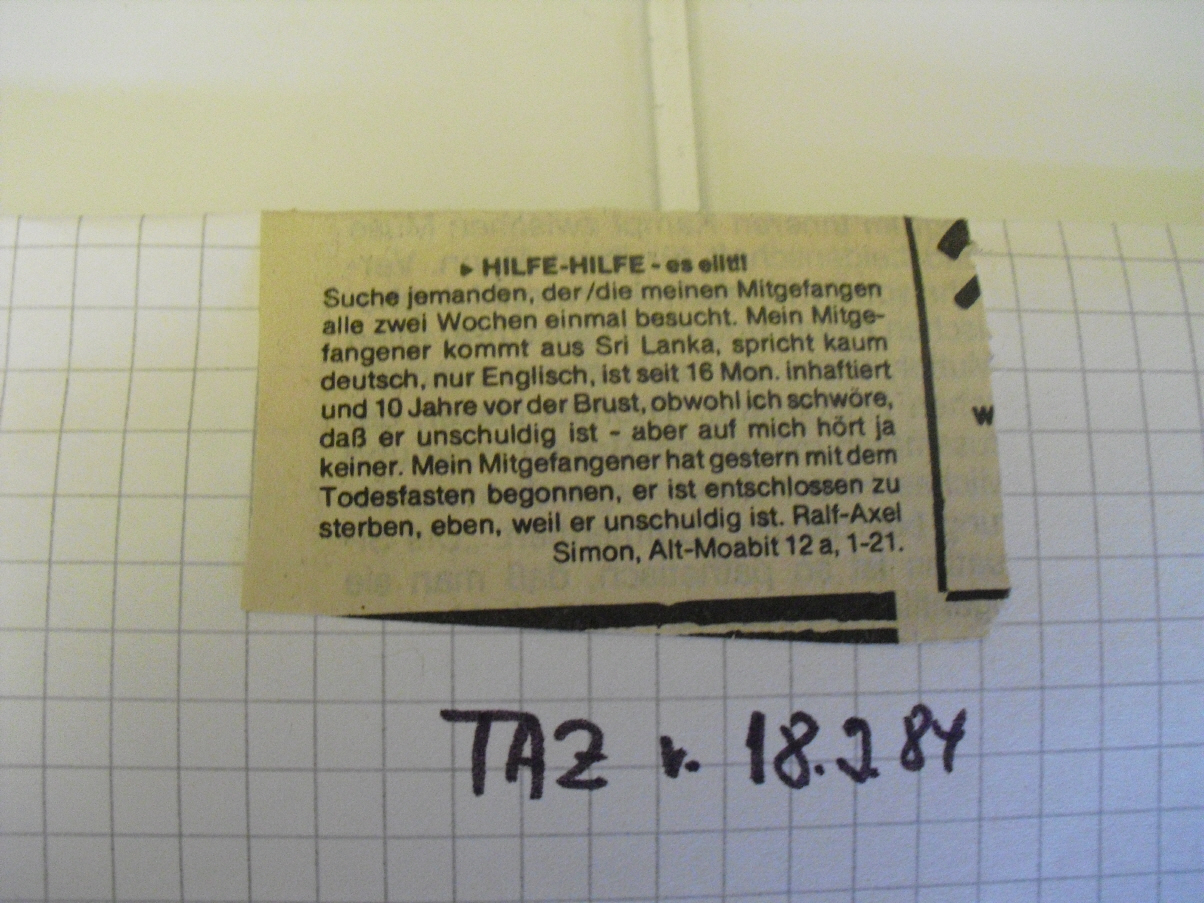 ▸ HILFE-HILFE - es eilt!!
Suche jemanden, der/die meinen Mitgefangen
alle zwei Wochen einmal besucht. Mein Mitge-
fangener kommt aus Sri Lanka, spricht kaum
deutsch, nur Englisch, ist seit 16 Mon. inhaftiert
und 10 Jahre vor der Brust, obwohl ich schwöre,
daß er unschuldig ist - aber auf mich hört ja
keiner. Mein Mitgefangener hat gestern mit dem
Todesfasten begonnen, er ist entschlossen zu
sterben, eben, weil er unschuldig ist. Ralf-Axel
Simon, Alt-Moabit 12 a, 1-21.
w
TAZ v. 18.2.84